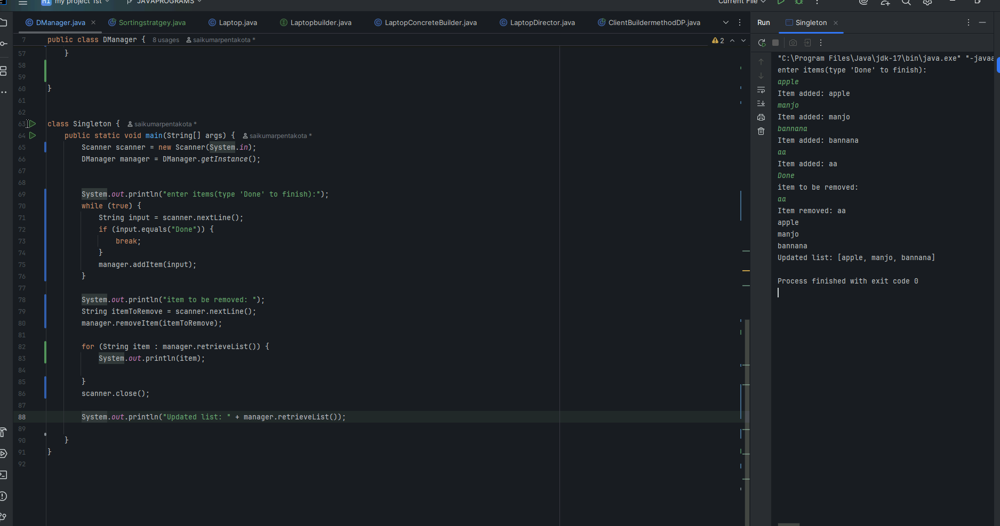 MI my project 1st JAVAPROGRAMS Current File
DManager.java Sortingstratgey.java Laptop.java Laptopbuilder.java LaptopConcreteBuilder.java LaptopDirector.java ClientBuildermethodDP.java
7 public class DManager { 8 usages saikumarpentakota * 2
57 }
58
59
60 }
61
62
63 class Singleton { saikumarpentakota *
64 public static void main(String[] args) { saikumarpentakota *
65 Scanner scanner = new Scanner(System.in);
66 DManager manager = DManager.getInstance();
67
68
69 System.out.println("enter items(type 'Done' to finish):");
70 while (true) {
71 String input = scanner.nextLine();
72 if (input.equals("Done")) {
73 break;
74 }
75 manager.addItem(input);
76 }
77
78 System.out.println("item to be removed: ");
79 String itemToRemove = scanner.nextLine();
80 manager.removeItem(itemToRemove);
81
82 for (String item : manager.retrieveList()) {
83 System.out.println(item);
84
85 }
86 scanner.close();
87
88 System.out.println("Updated list: " + manager.retrieveList());
89
90 }
91 }
92
Run Singleton
"C:\Program Files\Java\jdk-17\bin\java.exe" "-javaa
enter items(type 'Done' to finish):
apple
Item added: apple
manjo
Item added: manjo
bannana
Item added: bannana
aa
Item added: aa
Done
item to be removed:
aa
Item removed: aa
apple
manjo
bannana
Updated list: [apple, manjo, bannana]
Process finished with exit code 0